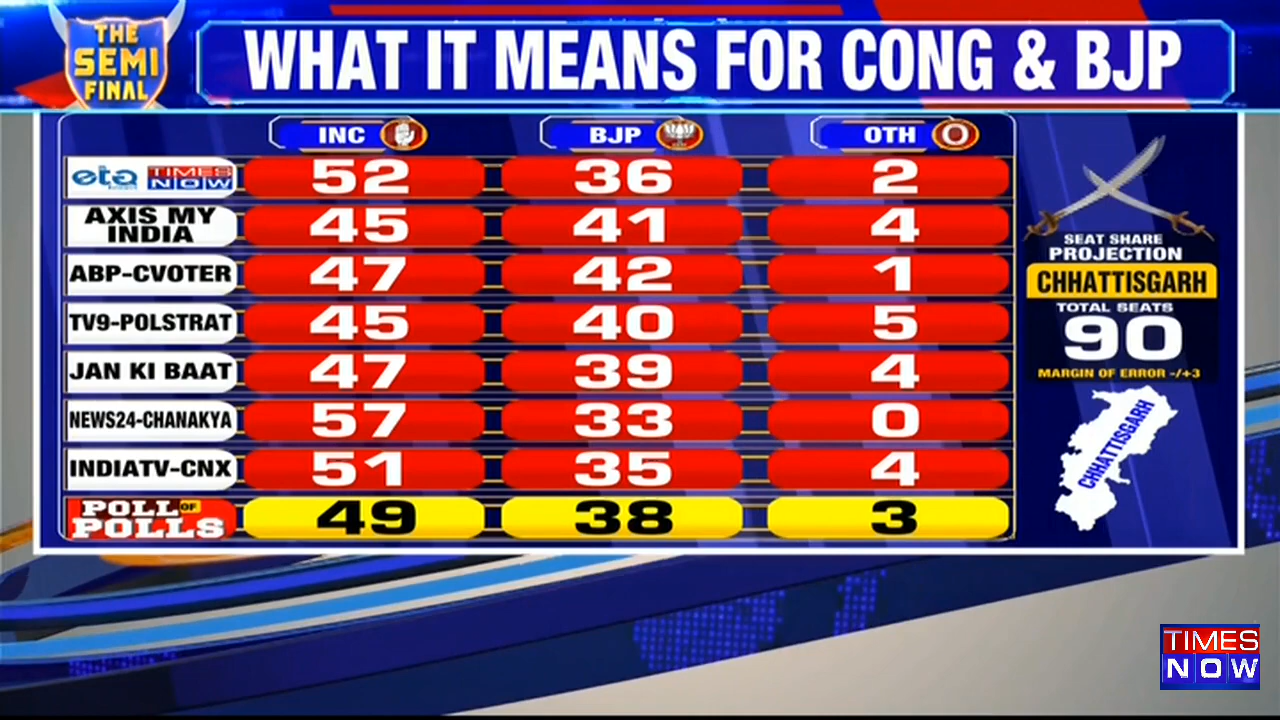 THE
SEMI
FINAL
WHAT IT MEANS FOR CONG & BJP
INC BJP OTH
etg TIMES NOW 52 36 2
AXIS MY INDIA 45 41 4
ABP-CVOTER 47 42 1
TV9-POLSTRAT 45 40 5
JAN KI BAAT 47 39 4
NEWS24-CHANAKYA 57 33 0
INDIATV-CNX 51 35 4
POLL OF POLLS 49 38 3
SEAT SHARE
PROJECTION
CHHATTISGARH
TOTAL SEATS
90
MARGIN OF ERROR -/+3
CHHATTISGARH
TIMES
NOW